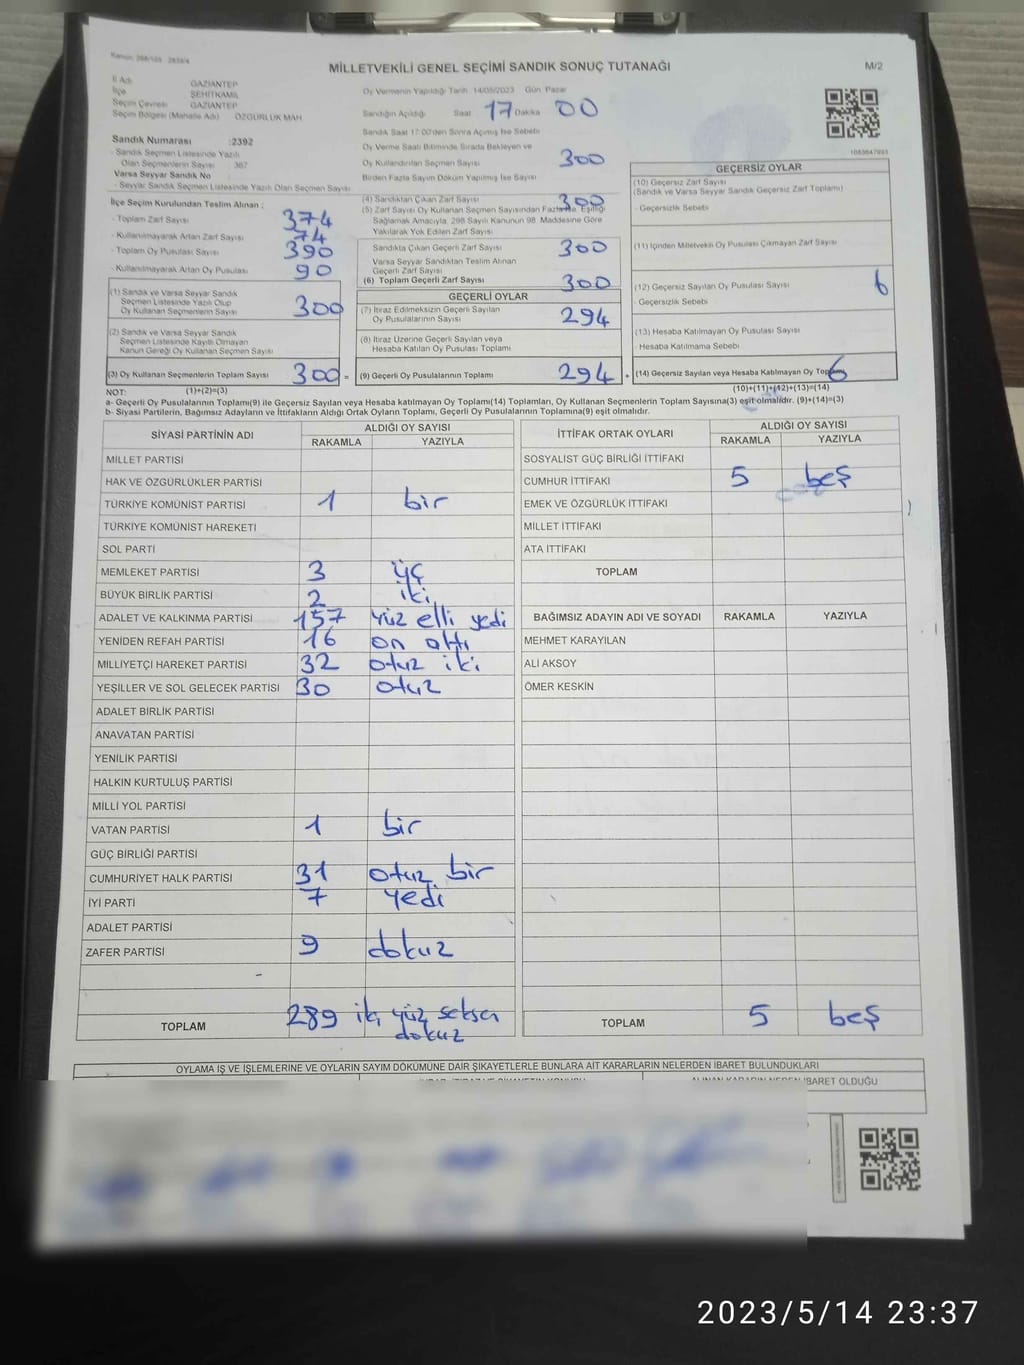 MİLLETVEKİLİ GENEL SEÇİMİ SANDIK SONUÇ TUTANAĞI
M/2
İl Adı GAZİANTEP
İlçe ŞEHİTKAMİL
Seçim Çevresi GAZİANTEP
Seçim Bölgesi (Mahalle Adı) ÖZGÜRLÜK MAH.
Sandık Numarası :2392
- Sandık Seçmen Listesinde Yazılı
Olan Seçmenlerin Sayısı : 367
Varsa Seyyar Sandık No
- Seyyar Sandık Seçmen Listesinde Yazılı Olan Seçmen Sayısı
İlçe Seçim Kurulundan Teslim Alınan ;
- Toplam Zarf Sayısı 374
- Kullanılmayarak Artan Zarf Sayısı 74
- Toplam Oy Pusulası Sayısı 390
- Kullanılmayarak Artan Oy Pusulası 90
(1) Sandık ve Varsa Seyyar Sandık
Seçmen Listesinde Yazılı Olup
Oy Kullanan Seçmenlerin Sayısı 300
(2) Sandık ve Varsa Seyyar Sandık
Seçmen Listesinde Kayıtlı Olmayan
Kanun Gereği Oy Kullanan Seçmen Sayısı
(3) Oy Kullanan Seçmenlerin Toplam Sayısı 300 =
Oy Vermenin Yapıldığı Tarih 14/05/2023 Gün Pazar
Sandığın Açıldığı Saat 17 Dakika 00
Sandık Saat 17:00'den Sonra Açılmış İse Sebebi
Oy Verme Saati Bitiminde Sırada Bekleyen ve
Oy Kullandırılan Seçmen Sayısı 300
Birden Fazla Sayım Döküm Yapılmış İse Sayısı
(4) Sandıktan Çıkan Zarf Sayısı 300
(5) Zarf Sayısı Oy Kullanan Seçmen Sayısından Fazla ise, Eşitliği
Sağlamak Amacıyla, 298 Sayılı Kanunun 98. Maddesine Göre
Yakılarak Yok Edilen Zarf Sayısı
Sandıkta Çıkan Geçerli Zarf Sayısı 300
Varsa Seyyar Sandıktan Teslim Alınan
Geçerli Zarf Sayısı
(6) Toplam Geçerli Zarf Sayısı 300
GEÇERLİ OYLAR
(7) İtiraz Edilmeksizin Geçerli Sayılan
Oy Pusulalarının Sayısı 294
(8) İtiraz Üzerine Geçerli Sayılan veya
Hesaba Katılan Oy Pusulası Toplamı
(9) Geçerli Oy Pusulalarının Toplamı 294 +
1083647993
GEÇERSİZ OYLAR
(10) Geçersiz Zarf Sayısı
(Sandık ve Varsa Seyyar Sandık Geçersiz Zarf Toplamı)
- Geçersizlik Sebebi
(11) İçinden Milletvekili Oy Pusulası Çıkmayan Zarf Sayısı
(12) Geçersiz Sayılan Oy Pusulası Sayısı 6
- Geçersizlik Sebebi
(13) Hesaba Katılmayan Oy Pusulası Sayısı
Hesaba Katılmama Sebebi
(14) Geçersiz Sayılan veya Hesaba Katılmayan Oy Toplamı 6
NOT: (1)+(2)=(3) (10)+(11)+(12)+(13)=(14)
a- Geçerli Oy Pusulalarının Toplamı(9) ile Geçersiz Sayılan veya Hesaba katılmayan Oy Toplamı(14) Toplamları, Oy Kullanan Seçmenlerin Toplam Sayısına(3) eşit olmalıdır. (9)+(14)=(3)
b- Siyasi Partilerin, Bağımsız Adayların ve İttifakların Aldığı Ortak Oyların Toplamı, Geçerli Oy Pusulalarının Toplamına(9) eşit olmalıdır.
SİYASİ PARTİNİN ADI ALDIĞI OY SAYISI
RAKAMLA YAZIYLA
MİLLET PARTİSİ
HAK VE ÖZGÜRLÜKLER PARTİSİ
TÜRKİYE KOMÜNİST PARTİSİ 1 bir
TÜRKİYE KOMÜNİST HAREKETİ
SOL PARTİ
MEMLEKET PARTİSİ 3 üç
BÜYÜK BİRLİK PARTİSİ 2 iki
ADALET VE KALKINMA PARTİSİ 157 yüz elli yedi
YENİDEN REFAH PARTİSİ 16 on altı
MİLLİYETÇİ HAREKET PARTİSİ 32 otuz iki
YEŞİLLER VE SOL GELECEK PARTİSİ 30 otuz
ADALET BİRLİK PARTİSİ
ANAVATAN PARTİSİ
YENİLİK PARTİSİ
HALKIN KURTULUŞ PARTİSİ
MİLLİ YOL PARTİSİ
VATAN PARTİSİ 1 bir
GÜÇ BİRLİĞİ PARTİSİ
CUMHURİYET HALK PARTİSİ 31 otuz bir
İYİ PARTİ 7 yedi
ADALET PARTİSİ
ZAFER PARTİSİ 9 dokuz
TOPLAM 289 iki yüz seksen
dokuz
İTTİFAK ORTAK OYLARI ALDIĞI OY SAYISI
RAKAMLA YAZIYLA
SOSYALİST GÜÇ BİRLİĞİ İTTİFAKI
CUMHUR İTTİFAKI 5 beş
EMEK VE ÖZGÜRLÜK İTTİFAKI
MİLLET İTTİFAKI
ATA İTTİFAKI
TOPLAM
BAĞIMSIZ ADAYIN ADI VE SOYADI RAKAMLA YAZIYLA
MEHMET KARAYILAN
ALİ AKSOY
ÖMER KESKİN
TOPLAM 5 beş
OYLAMA İŞ VE İŞLEMLERİNE VE OYLARIN SAYIM DÖKÜMÜNE DAİR ŞİKAYETLERLE BUNLARA AİT KARARLARIN NELERDEN İBARET BULUNDUKLARI
İBARET OLDUĞU
2023/5/14 23:37